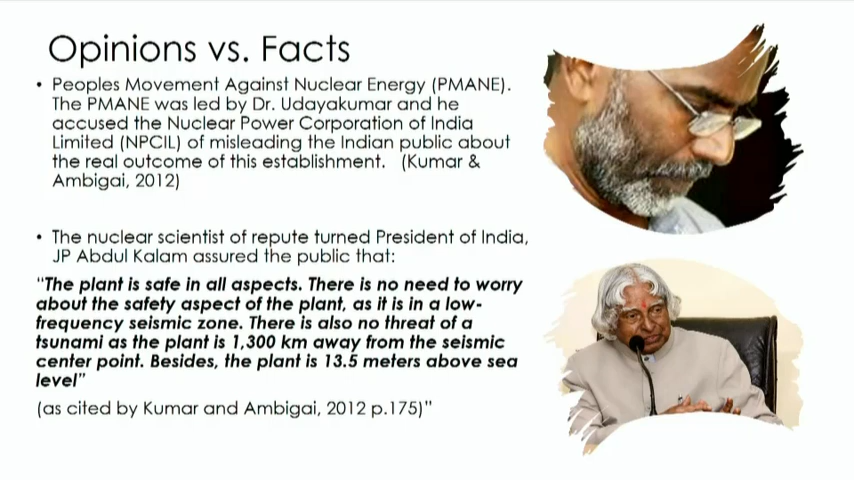 Opinions vs. Facts
• Peoples Movement Against Nuclear Energy (PMANE).
The PMANE was led by Dr. Udayakumar and he
accused the Nuclear Power Corporation of India
Limited (NPCIL) of misleading the Indian public about
the real outcome of this establishment. (Kumar &
Ambigai, 2012)
• The nuclear scientist of repute turned President of India,
JP Abdul Kalam assured the public that:
"The plant is safe in all aspects. There is no need to worry
about the safety aspect of the plant, as it is in a low-
frequency seismic zone. There is also no threat of a
tsunami as the plant is 1,300 km away from the seismic
center point. Besides, the plant is 13.5 meters above sea
level"
(as cited by Kumar and Ambigai, 2012 p.175)"